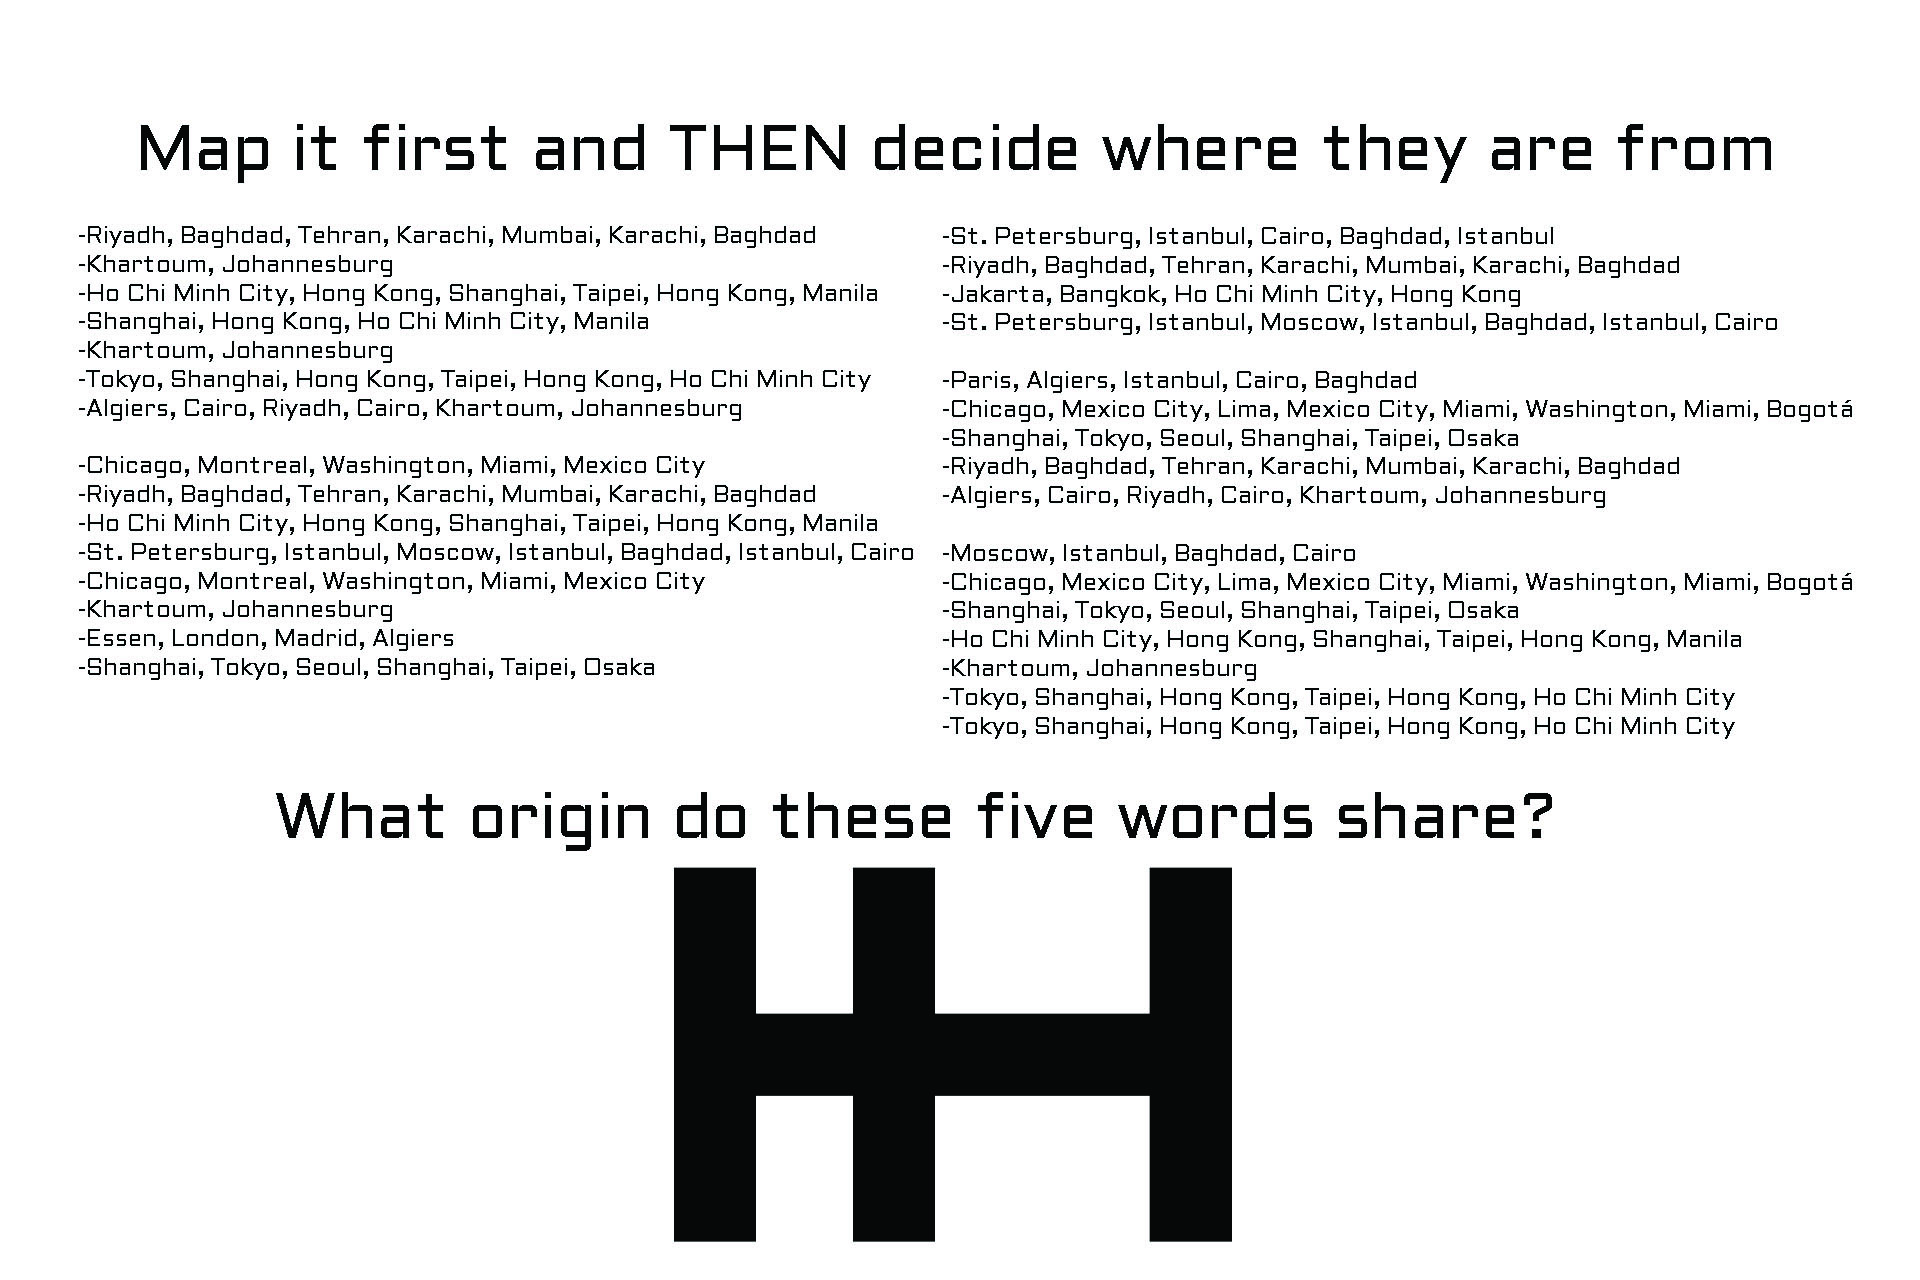 Map it first and THEN decide where they are from
-Riyadh, Baghdad, Tehran, Karachi, Mumbai, Karachi, Baghdad
-Khartoum, Johannesburg
-Ho Chi Minh City, Hong Kong, Shanghai, Taipei, Hong Kong, Manila
-Shanghai, Hong Kong, Ho Chi Minh City, Manila
-Khartoum, Johannesburg
-Tokyo, Shanghai, Hong Kong, Taipei, Hong Kong, Ho Chi Minh City
-Algiers, Cairo, Riyadh, Cairo, Khartoum, Johannesburg
-Chicago, Montreal, Washington, Miami, Mexico City
-Riyadh, Baghdad, Tehran, Karachi, Mumbai, Karachi, Baghdad
-Ho Chi Minh City, Hong Kong, Shanghai, Taipei, Hong Kong, Manila
-St. Petersburg, Istanbul, Moscow, Istanbul, Baghdad, Istanbul, Cairo
-Chicago, Montreal, Washington, Miami, Mexico City
-Khartoum, Johannesburg
-Essen, London, Madrid, Algiers
-Shanghai, Tokyo, Seoul, Shanghai, Taipei, Osaka
-St. Petersburg, Istanbul, Cairo, Baghdad, Istanbul
-Riyadh, Baghdad, Tehran, Karachi, Mumbai, Karachi, Baghdad
-Jakarta, Bangkok, Ho Chi Minh City, Hong Kong
-St. Petersburg, Istanbul, Moscow, Istanbul, Baghdad, Istanbul, Cairo
-Paris, Algiers, Istanbul, Cairo, Baghdad
-Chicago, Mexico City, Lima, Mexico City, Miami, Washington, Miami, Bogotá
-Shanghai, Tokyo, Seoul, Shanghai, Taipei, Osaka
-Riyadh, Baghdad, Tehran, Karachi, Mumbai, Karachi, Baghdad
-Algiers, Cairo, Riyadh, Cairo, Khartoum, Johannesburg
-Moscow, Istanbul, Baghdad, Cairo
-Chicago, Mexico City, Lima, Mexico City, Miami, Washington, Miami, Bogotá
-Shanghai, Tokyo, Seoul, Shanghai, Taipei, Osaka
-Ho Chi Minh City, Hong Kong, Shanghai, Taipei, Hong Kong, Manila
-Khartoum, Johannesburg
-Tokyo, Shanghai, Hong Kong, Taipei, Hong Kong, Ho Chi Minh City
-Tokyo, Shanghai, Hong Kong, Taipei, Hong Kong, Ho Chi Minh City
What origin do these five words share?